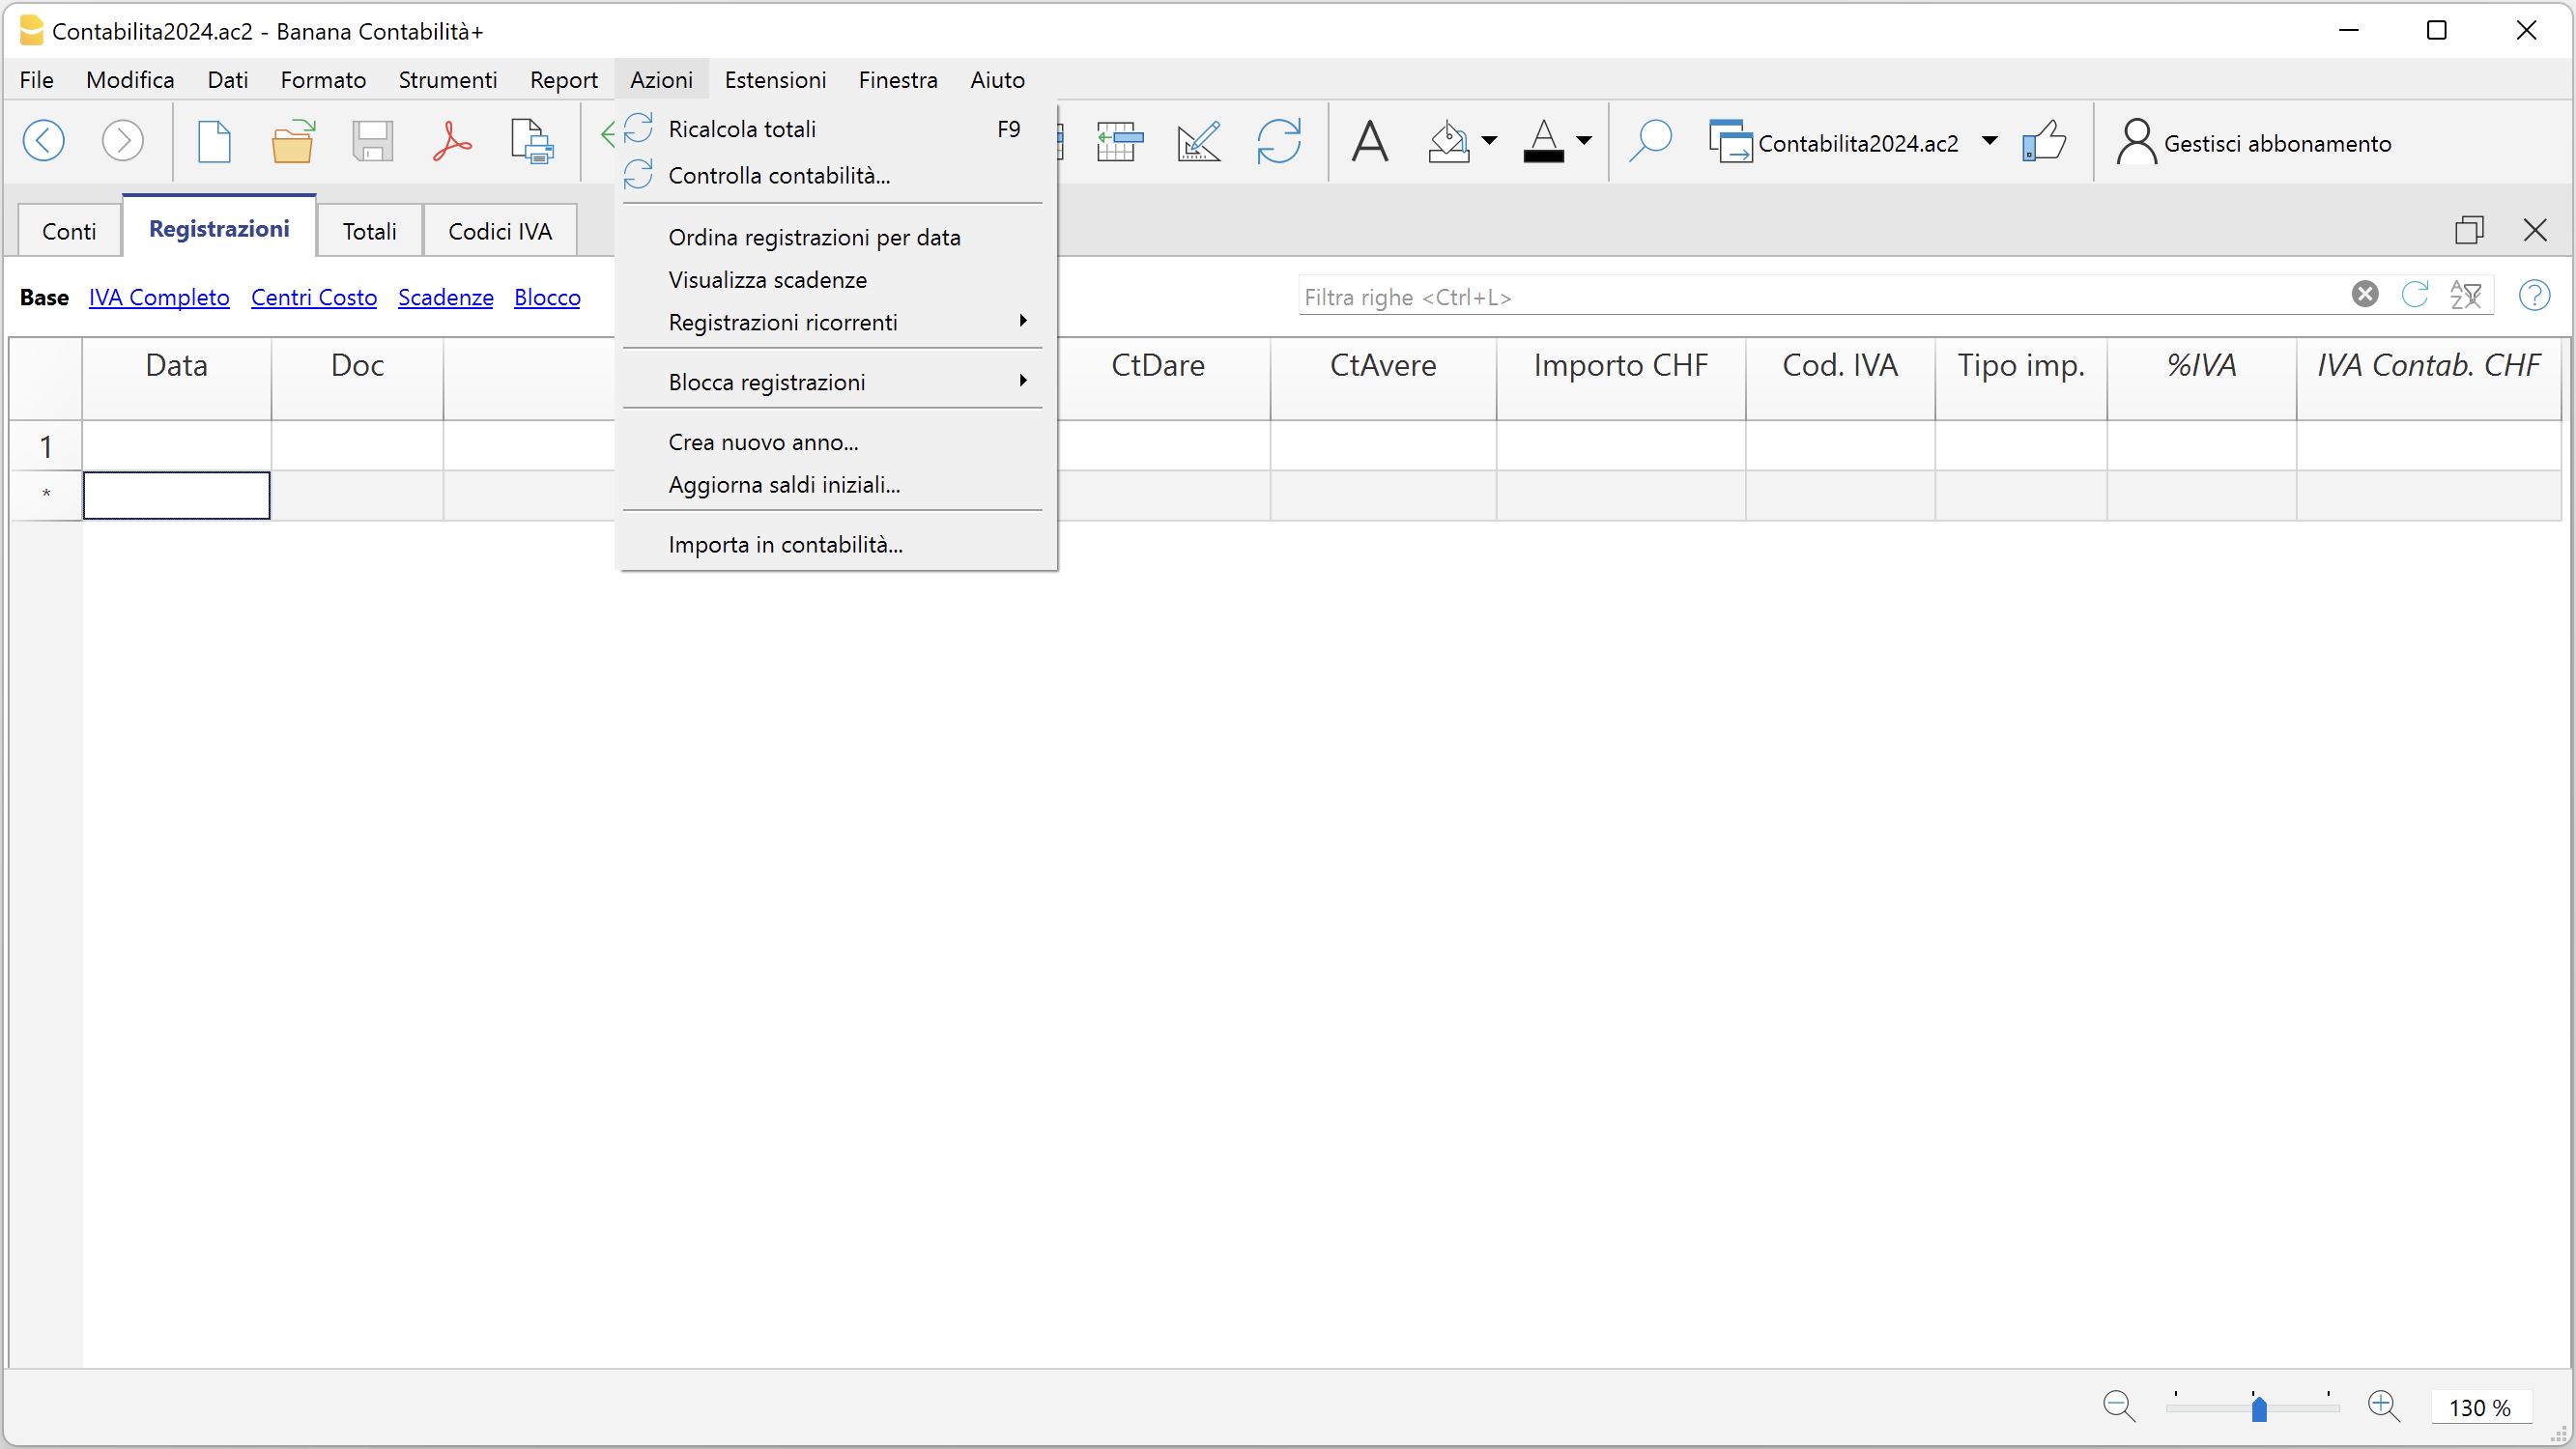 Contabilita2024.ac2 - Banana Contabilità+
File Modifica Dati Formato Strumenti Report Azioni Estensioni Finestra Aiuto
Contabilita2024.ac2 Gestisci abbonamento
Ricalcola totali F9
Controlla contabilità...
Ordina registrazioni per data
Visualizza scadenze
Registrazioni ricorrenti
Blocca registrazioni
Crea nuovo anno...
Aggiorna saldi iniziali...
Importa in contabilità...
Conti Registrazioni Totali Codici IVA
Base IVA Completo Centri Costo Scadenze Blocco
Filtra righe <Ctrl+L>
Data Doc CtDare CtAvere Importo CHF Cod. IVA Tipo imp. %IVA IVA Contab. CHF
1
*
130 %